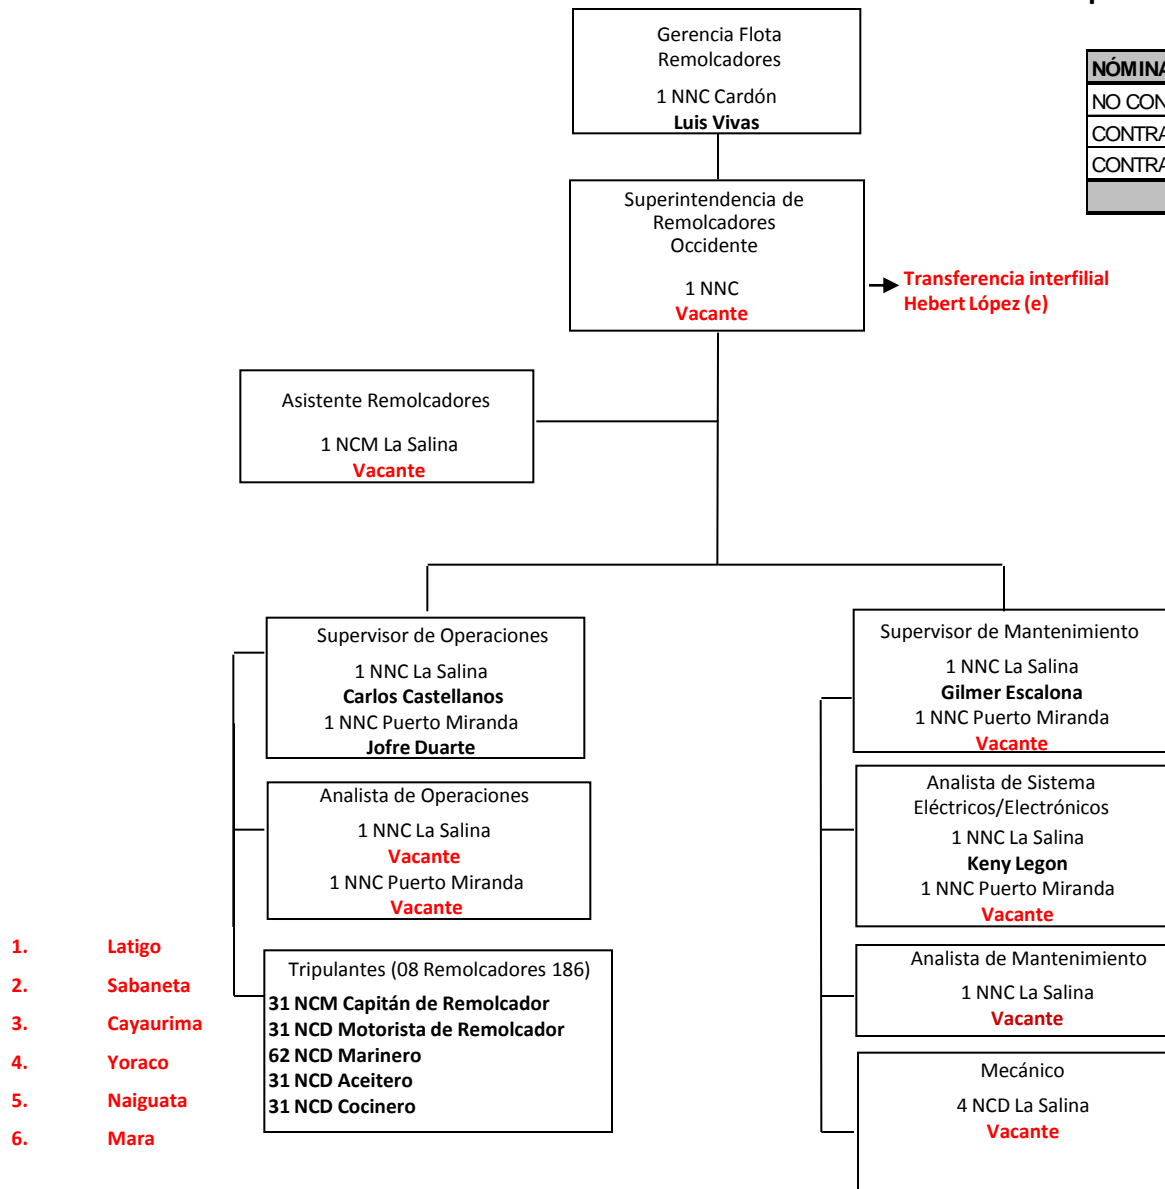 Gerencia Flota
Remolcadores
1 NNC Cardón
Luis Vivas
NO CON
Superintendencia de
Remolcadores
Occidente
1 NNC
Vacante
Transferencia interfilial
Hebert López (e)
Asistente Remolcadores
1 NCM La Salina
Vacante
Supervisor de Operaciones
1 NNC La Salina
Carlos Castellanos
1 NNC Puerto Miranda
Jofre Duarte
Analista de Operaciones
1 NNC La Salina
Vacante
1 NNC Puerto Miranda
Vacante
Tripulantes (08 Remolcadores 186)
31 NCM Capitán de Remolcador
31 NCD Motorista de Remolcador
62 NCD Marinero
31 NCD Aceitero
31 NCD Cocinero
1. Latigo
2. Sabaneta
3. Cayaurima
4. Yoraco
5. Naiguata
6. Mara
Supervisor de Mantenimiento
1 NNC La Salina
Gilmer Escalona
1 NNC Puerto Miranda
Vacante
Analista de Sistema
Eléctricos/Electrónicos
1 NNC La Salina
Keny Legon
1 NNC Puerto Miranda
Vacante
Analista de Mantenimiento
1 NNC La Salina
Vacante
Mecánico
4 NCD La Salina
Vacante